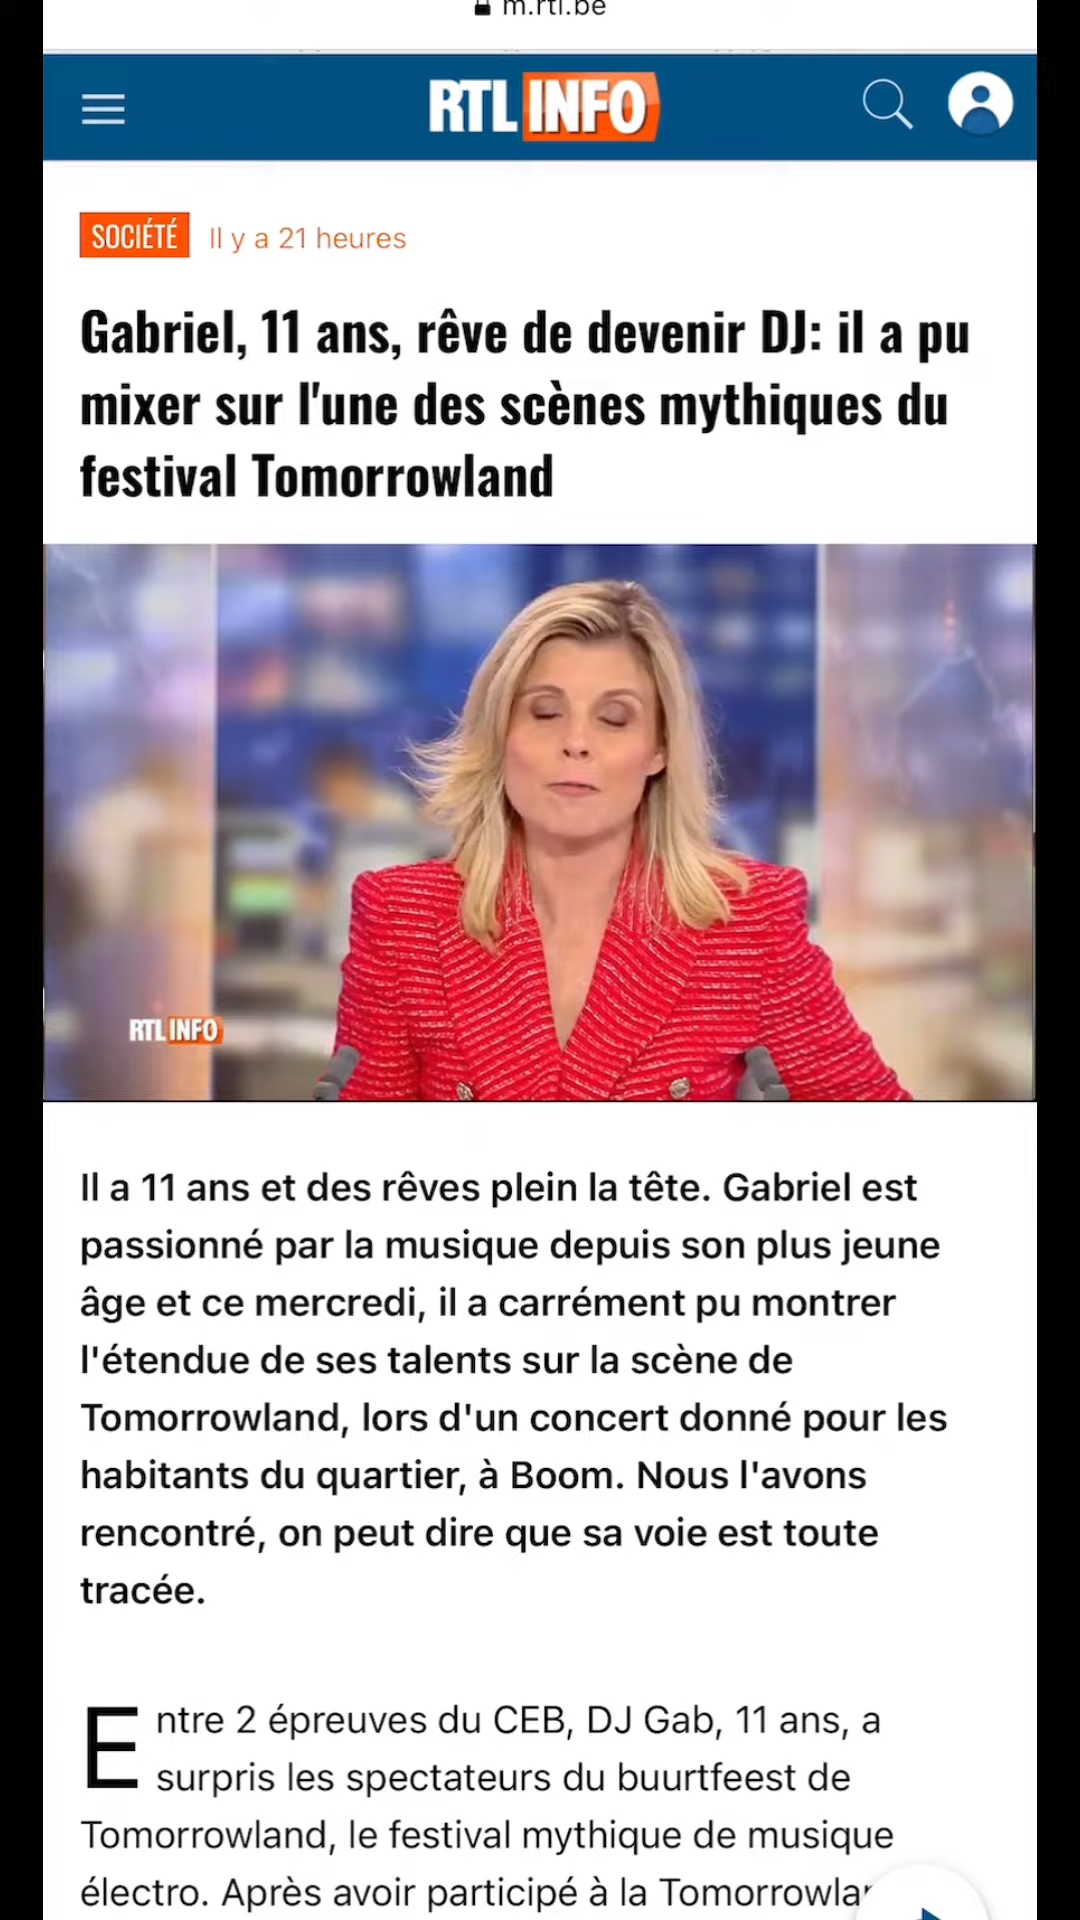 m.rtl.be
RTL INFO
SOCIÉTÉ Il y a 21 heures
Gabriel, 11 ans, rêve de devenir DJ: il a pu
mixer sur l'une des scènes mythiques du
festival Tomorrowland
RTL INFO
Il a 11 ans et des rêves plein la tête. Gabriel est
passionné par la musique depuis son plus jeune
âge et ce mercredi, il a carrément pu montrer
l'étendue de ses talents sur la scène de
Tomorrowland, lors d'un concert donné pour les
habitants du quartier, à Boom. Nous l'avons
rencontré, on peut dire que sa voie est toute
tracée.
Entre 2 épreuves du CEB, DJ Gab, 11 ans, a
surpris les spectateurs du buurtfeest de
Tomorrowland, le festival mythique de musique
électro. Après avoir participé à la